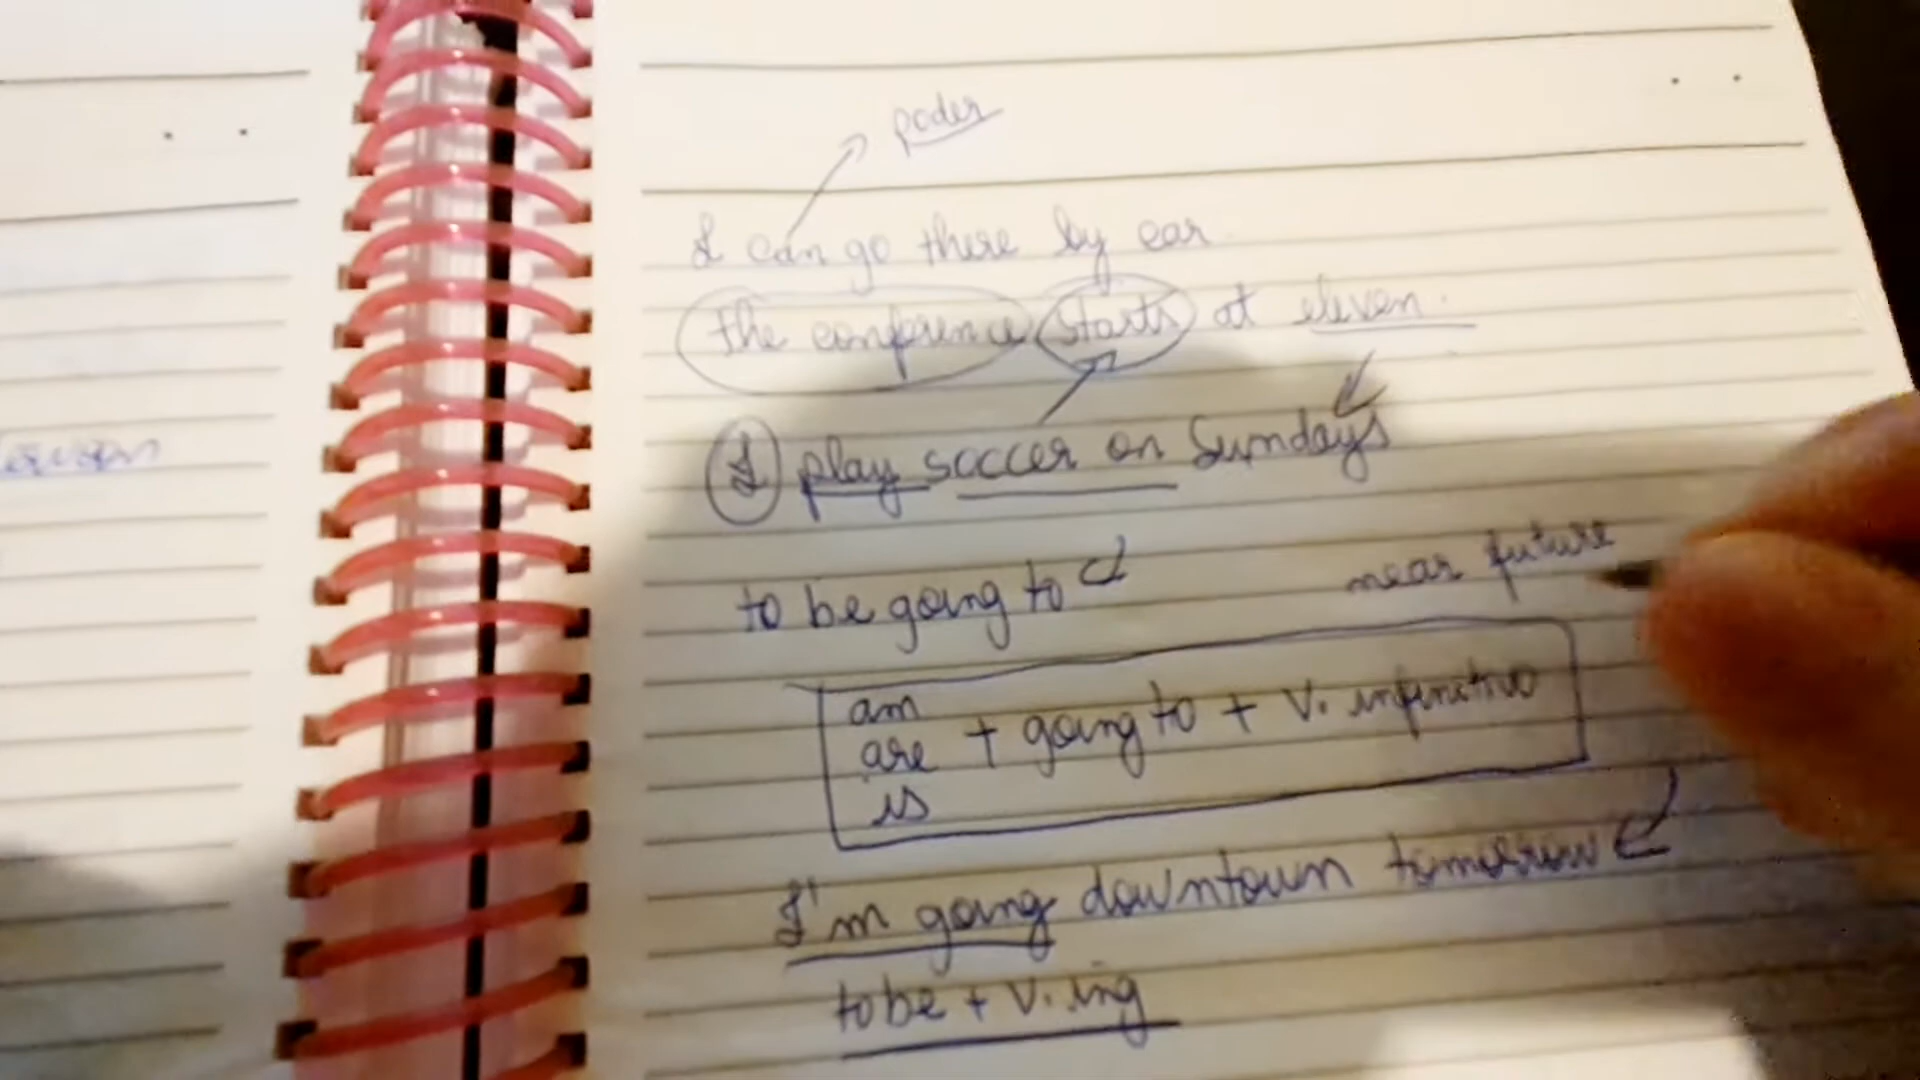 poder
I can go there by car.
the conference starts at eleven.
I play soccer on Sundays
to be going to
near future
am
are + going to + V. infinitivo
is
I'm going downtown tomorrow
to be + V. ing